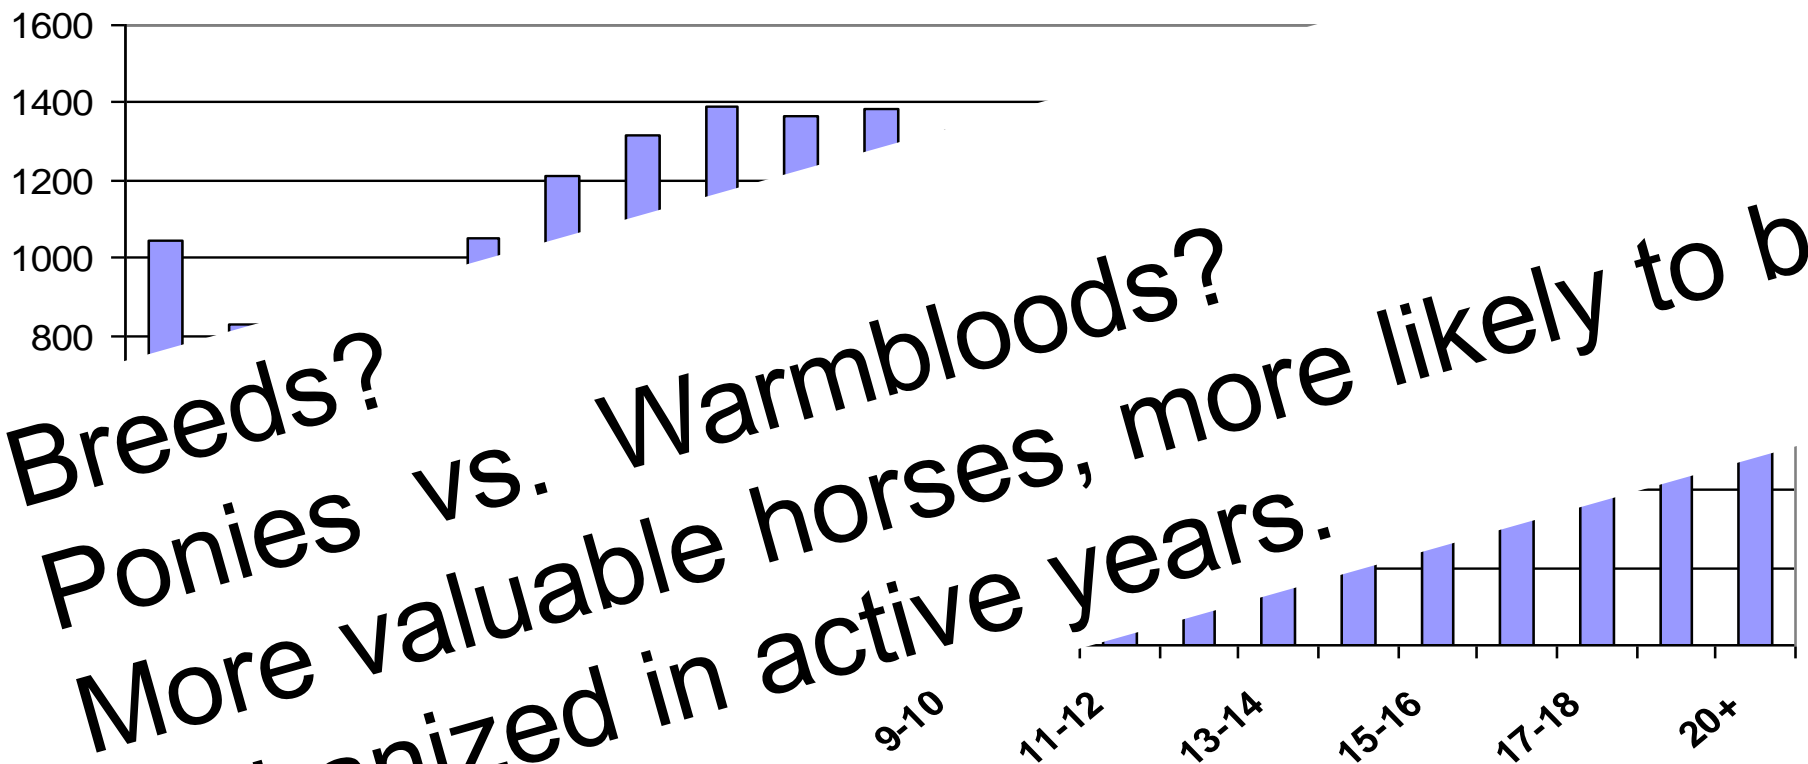 1600
1400
1200
1000
800
Breeds?
Ponies vs. Warmbloods?
More valuable horses, more likely to
in active years.
9-10
11-12
13-14
15-16
17-18
20+